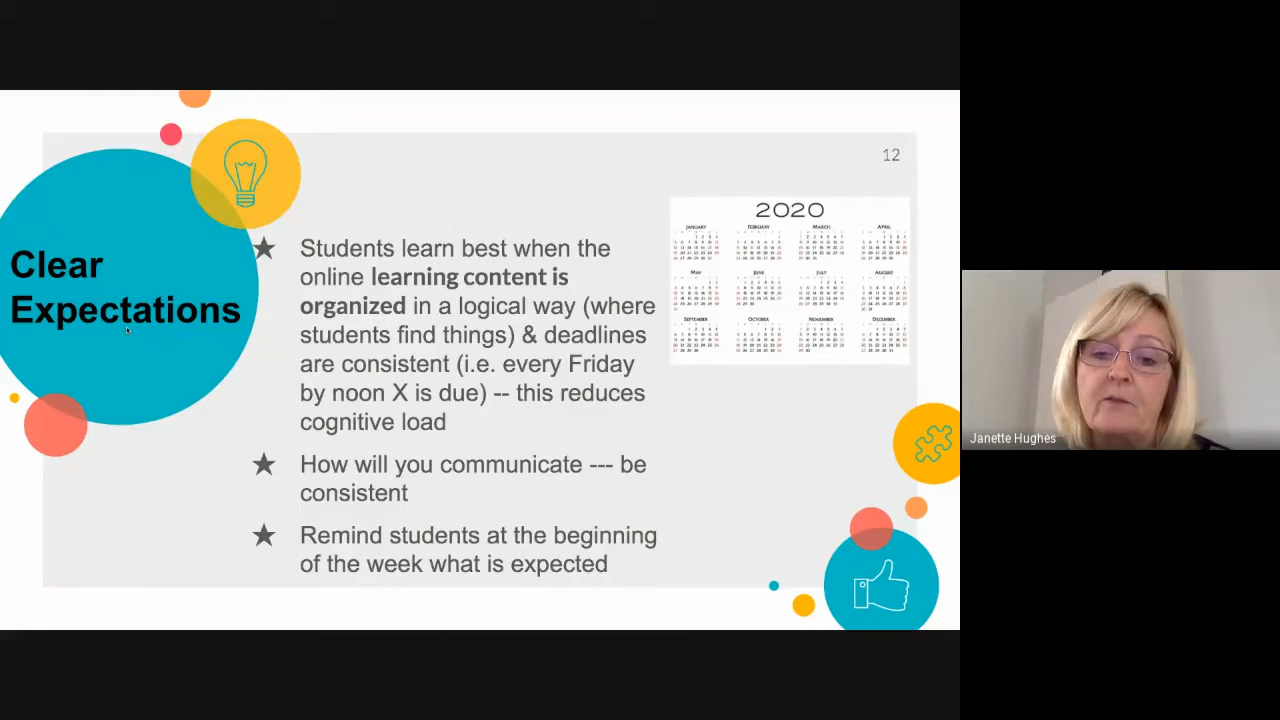 12
Clear
Expectations
★ Students learn best when the
online learning content is
organized in a logical way (where
students find things) & deadlines
are consistent (i.e. every Friday
by noon X is due) -- this reduces
cognitive load
★ How will you communicate --- be
consistent
★ Remind students at the beginning
of the week what is expected
2020
JANUARY FEBRUARY MARCH APRIL
MAY JUNE JULY AUGUST
SEPTEMBER OCTOBER NOVEMBER DECEMBER
Janette Hughes